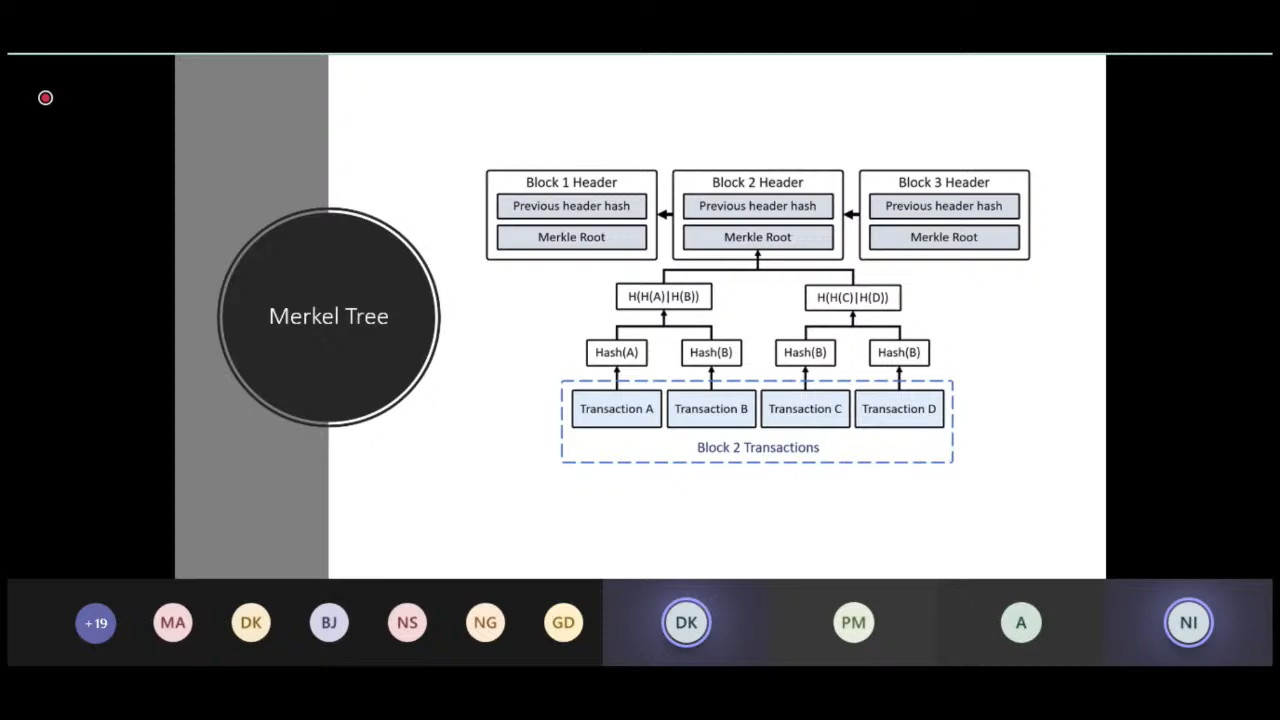 Merkel Tree
Block 1 Header
Previous header hash
Merkle Root
Block 2 Header
Previous header hash
Merkle Root
Block 3 Header
Previous header hash
Merkle Root
H(H(A)|H(B))
H(H(C)|H(D))
Hash(A)
Hash(B)
Hash(B)
Hash(B)
Transaction A
Transaction B
Transaction C
Transaction D
Block 2 Transactions
+19
MA
DK
BJ
NS
NG
GD
DK
PM
A
NI